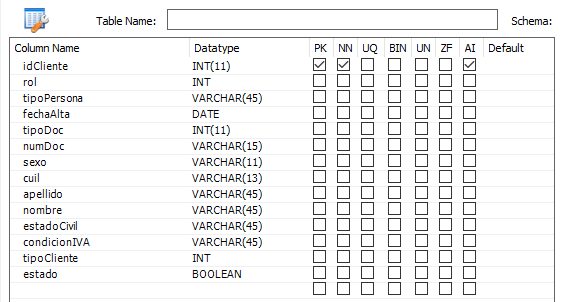 Table Name: Schema:
Column Name Datatype PK NN UQ BIN UN ZF AI Default
idCliente INT(11)
rol INT
tipoPersona VARCHAR(45)
fechaAlta DATE
tipoDoc INT(11)
numDoc VARCHAR(15)
sexo VARCHAR(11)
cuil VARCHAR(13)
apellido VARCHAR(45)
nombre VARCHAR(45)
estadoCivil VARCHAR(45)
condicionIVA VARCHAR(45)
tipoCliente INT
estado BOOLEAN